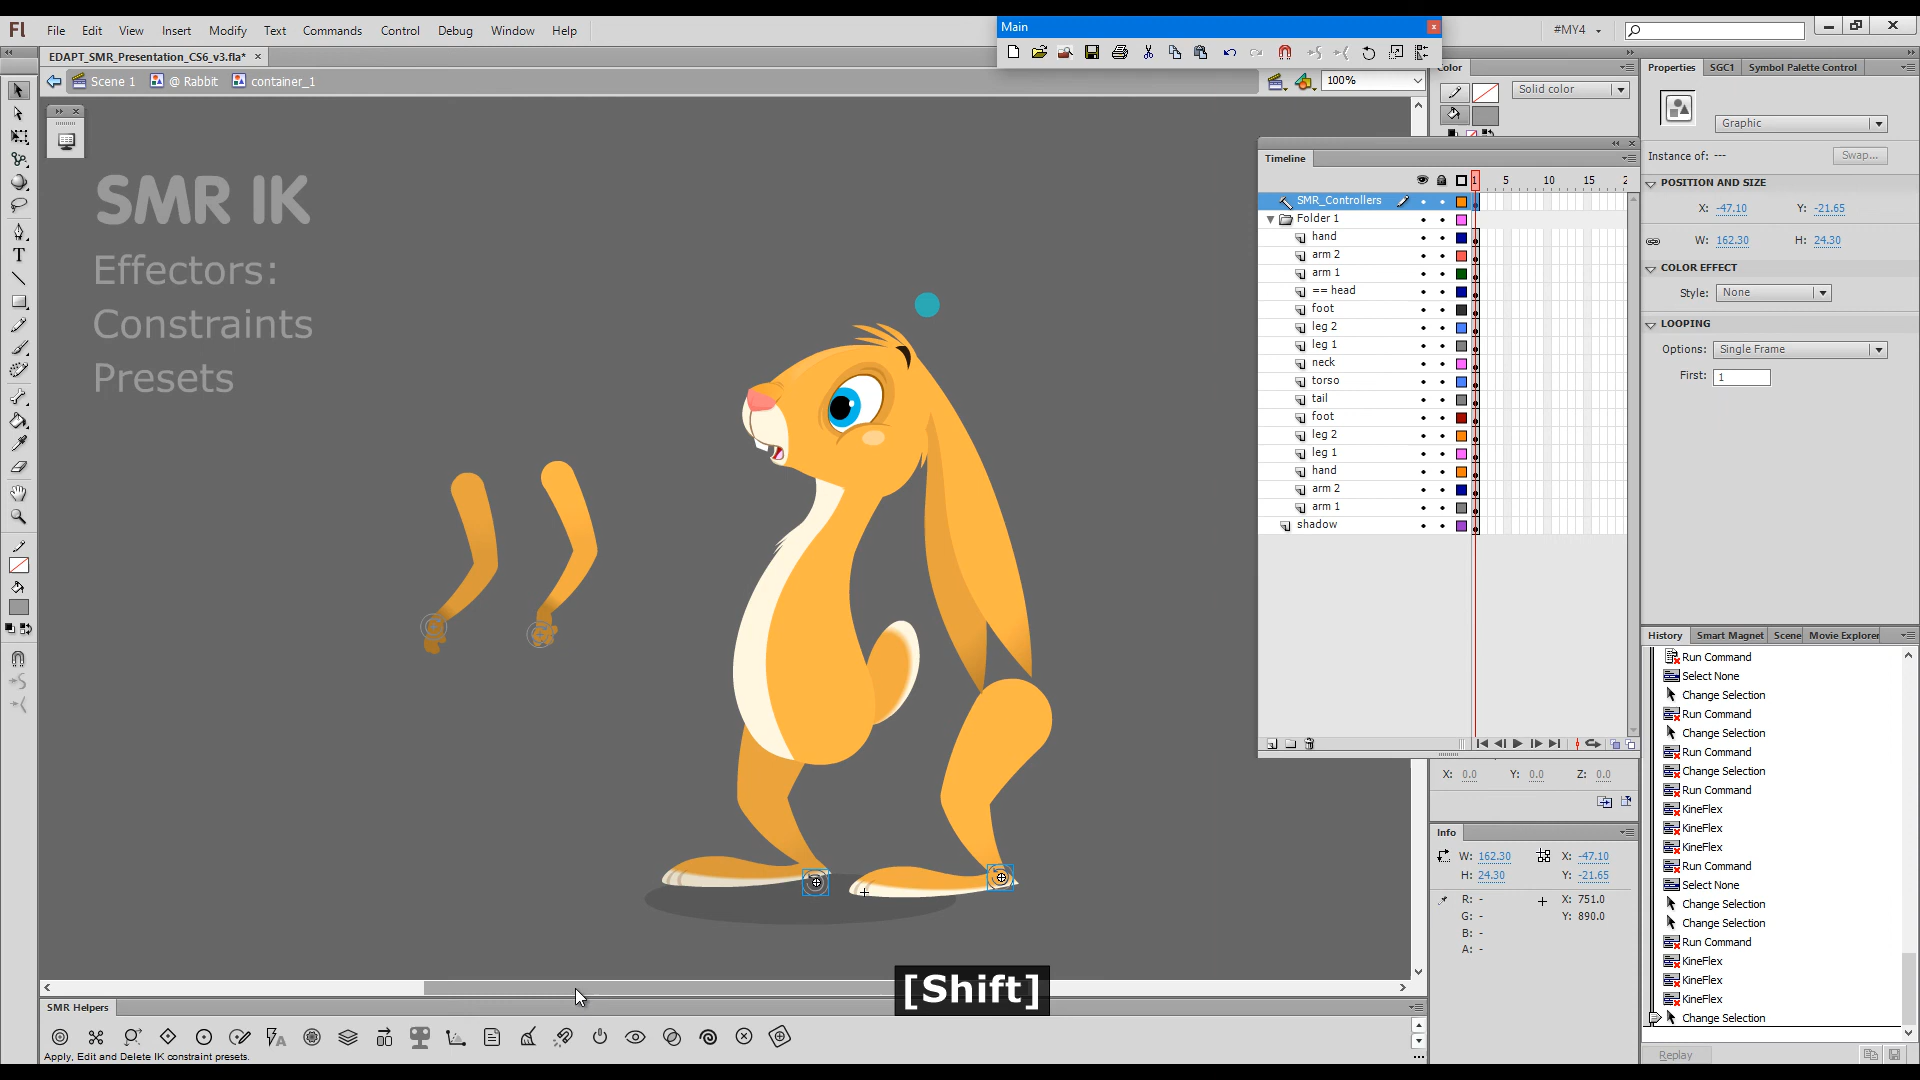 Fl File Edit View Insert Modify Text Commands Control Debug Window Help
Main
#MY4
EDAPT_SMR_Presentation_CS6_v3.fla* ×
Scene 1 @ Rabbit container_1
100%
Color
Solid color
Properties SGC1 Symbol Palette Control
Graphic
Instance of: --- Swap...
POSITION AND SIZE
X: -47.10 Y: -21.65
W: 162.30 H: 24.30
COLOR EFFECT
Style: None
LOOPING
Options: Single Frame
First: 1
SMR IK
Effectors:
Constraints
Presets
Timeline
1 5 10 15 2
SMR_Controllers
Folder 1
hand
arm 2
arm 1
== head
foot
leg 2
leg 1
neck
torso
tail
foot
leg 2
leg 1
hand
arm 2
arm 1
shadow
X: 0.0 Y: 0.0 Z: 0.0
Info
W: 162.30 X: -47.10
H: 24.30 Y: -21.65
R: - X: 751.0
G: - Y: 890.0
B: -
A: -
History Smart Magnet Scene Movie Explorer
Run Command
Select None
Change Selection
Run Command
Change Selection
Run Command
Change Selection
Run Command
KineFlex
KineFlex
KineFlex
Run Command
Select None
Change Selection
Change Selection
Run Command
KineFlex
KineFlex
KineFlex
Change Selection
Replay
[Shift]
SMR Helpers
Apply, Edit and Delete IK constraint presets.